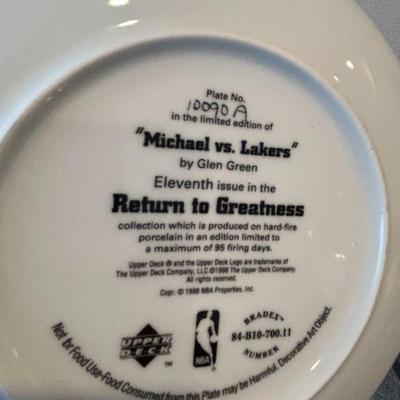 Plate No.
10090A
in the limited edition of
"Michael vs. Lakers"
by Glen Green
Eleventh issue in the
Return to Greatness
collection which is produced on hard-fire
porcelain in an edition limited to
a maximum of 95 firing days.
Upper Deck ® and the Upper Deck Logo are trademarks of
The Upper Deck Company, LLC.©1998 The Upper Deck Company.
All rights reserved.
Copr. © 1998 NBA Properties, Inc.
UPPER
DECK
NBA
BRADEX®
84-B10-700.11
NUMBER
Not for Food Use-Food Consumed from this Plate may be Harmful. Decorative Art Object.